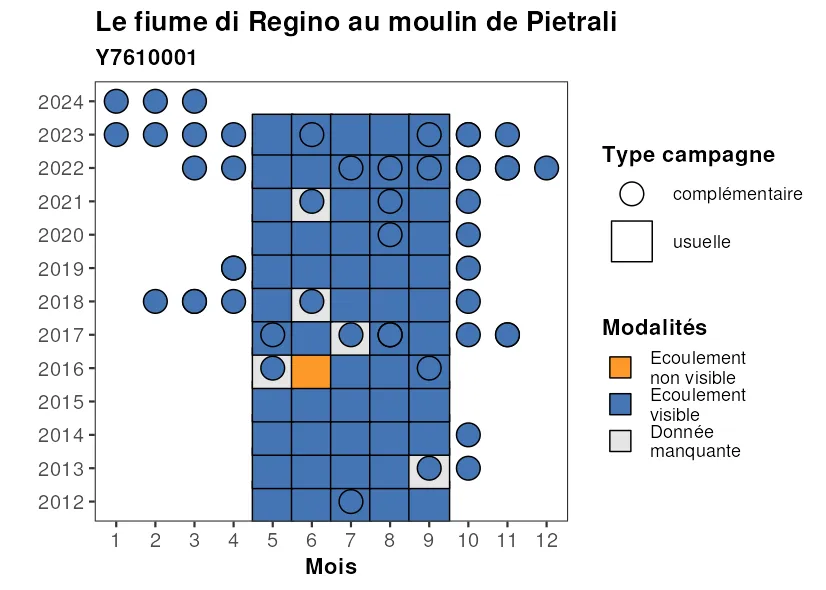 Le fiume di Regino au moulin de Pietrali
Y7610001
2024
2023
2022
2021
2020
2019
2018
2017
2016
2015
2014
2013
2012
1 2 3 4 5 6 7 8 9 10 11 12
Mois
Type campagne
complémentaire
usuelle
Modalités
Ecoulement
non visible
Ecoulement
visible
Donnée
manquante